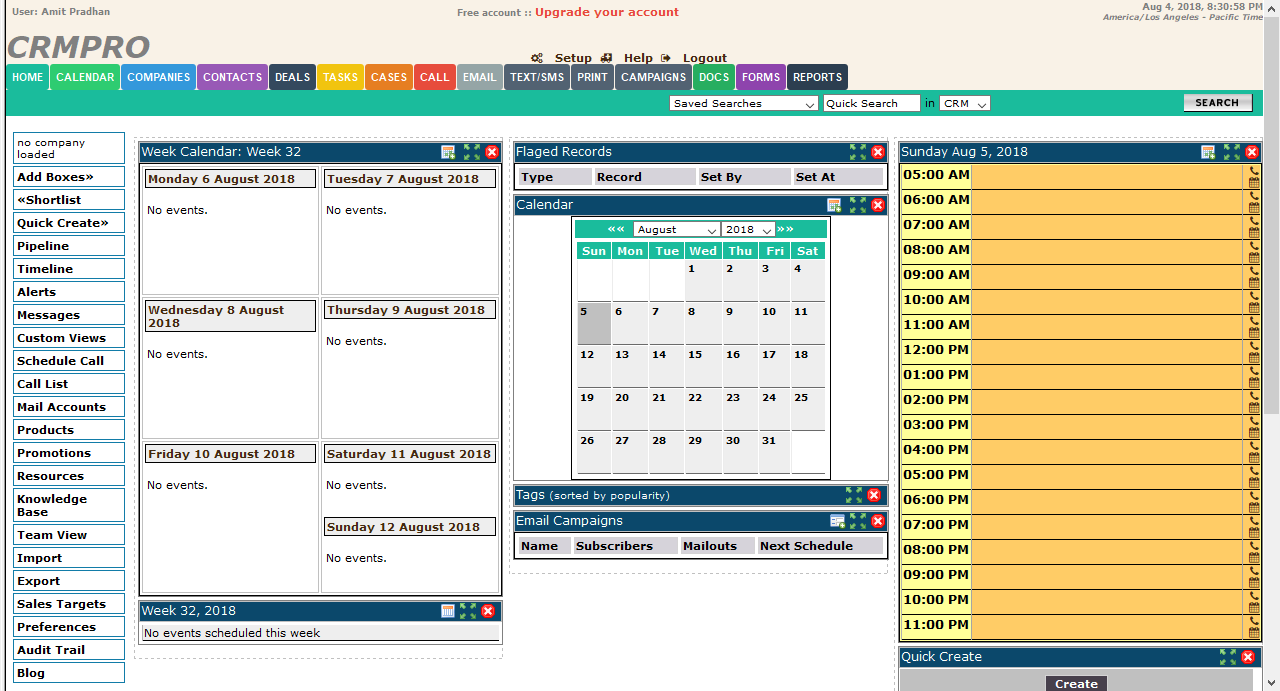 User: Amit Pradhan
Free account :: Upgrade your account
Aug 4, 2018, 8:30:58 PM
America/Los Angeles - Pacific Time
CRMPRO
Setup Help Logout
HOME CALENDAR COMPANIES CONTACTS DEALS TASKS CASES CALL EMAIL TEXT/SMS PRINT CAMPAIGNS DOCS FORMS REPORTS
Saved Searches Quick Search in CRM SEARCH
no company
loaded
Add Boxes»
«Shortlist
Quick Create»
Pipeline
Timeline
Alerts
Messages
Custom Views
Schedule Call
Call List
Mail Accounts
Products
Promotions
Resources
Knowledge
Base
Team View
Import
Export
Sales Targets
Preferences
Audit Trail
Blog
Week Calendar: Week 32
Monday 6 August 2018
No events.
Tuesday 7 August 2018
No events.
Wednesday 8 August
2018
No events.
Thursday 9 August 2018
No events.
Friday 10 August 2018
No events.
Saturday 11 August 2018
No events.
Sunday 12 August 2018
No events.
Week 32, 2018
No events scheduled this week
Flaged Records
Type Record Set By Set At
Calendar
«« August 2018 »»
Sun Mon Tue Wed Thu Fri Sat
1 2 3 4
5 6 7 8 9 10 11
12 13 14 15 16 17 18
19 20 21 22 23 24 25
26 27 28 29 30 31
Tags (sorted by popularity)
Email Campaigns
Name Subscribers Mailouts Next Schedule
Sunday Aug 5, 2018
05:00 AM
06:00 AM
07:00 AM
08:00 AM
09:00 AM
10:00 AM
11:00 AM
12:00 PM
01:00 PM
02:00 PM
03:00 PM
04:00 PM
05:00 PM
06:00 PM
07:00 PM
08:00 PM
09:00 PM
10:00 PM
11:00 PM
Quick Create
Create